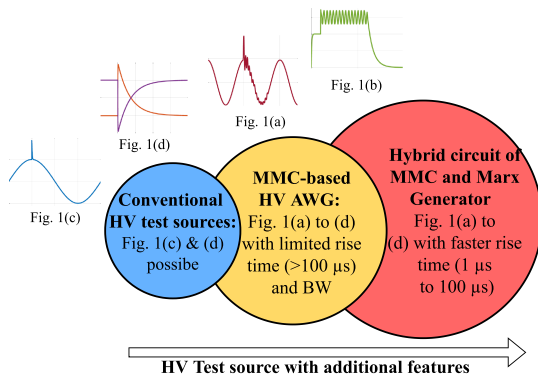 Fig. 1(b)
Fig. 1(a)
Fig. 1(d)
Fig. 1(c)
Conventional
HV test sources:
Fig. 1(c) & (d)
possibe
MMC-based
HV AWG:
Fig. 1(a) to (d)
with limited rise
time (>100 µs)
and BW
Hybrid circuit of
MMC and Marx
Generator
Fig. 1(a) to
(d) with faster rise
time (1 µs
to 100 µs)
HV Test source with additional features